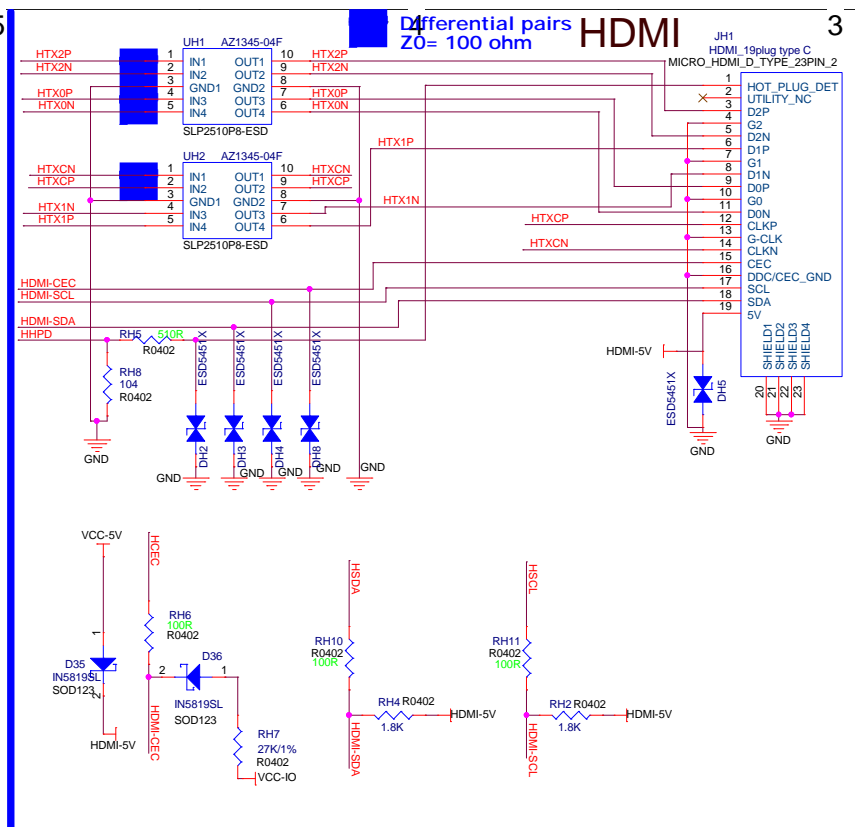 5
4
3
Differential pairs
Z0= 100 ohm
HDMI
JH1
HDMI_19plug type C
MICRO_HDMI_D_TYPE_23PIN_2
UH1 AZ1345-04F
HTX2P 1 IN1 OUT1 10 HTX2P
HTX2N 2 IN2 OUT2 9 HTX2N
3 GND1 GND2 8
HTX0P 4 IN3 OUT3 7 HTX0P
HTX0N 5 IN4 OUT4 6 HTX0N
SLP2510P8-ESD
UH2 AZ1345-04F
HTXCN 1 IN1 OUT1 10 HTXCN
HTXCP 2 IN2 OUT2 9 HTXCP
3 GND1 GND2 8
HTX1N 4 IN3 OUT3 7
HTX1P 5 IN4 OUT4 6
SLP2510P8-ESD
HTX1P
HTX1N
HTXCP
HTXCN
1 HOT_PLUG_DET
2 UTILITY_NC
3 D2P
4 G2
5 D2N
6 D1P
7 G1
8 D1N
9 D0P
10 G0
11 D0N
12 CLKP
13 G-CLK
14 CLKN
15 CEC
16 DDC/CEC_GND
17 SCL
18 SDA
19 5V
SHIELD1
SHIELD2
SHIELD3
SHIELD4
20
21
22
23
GND
HDMI-5V
ESD5451X
DH5
GND
HDMI-CEC
HDMI-SCL
HDMI-SDA
HHPD
RH5 510R
R0402
RH8
104
R0402
GND
ESD5451X
ESD5451X
ESD5451X
ESD5451X
DH2
DH3
DH4
DH8
GND
GND
GND
GND
GND
VCC-5V
1
D35
IN5819SL
SOD123
2
HDMI-5V
HCEC
RH6
100R
R0402
HDMI-CEC
D36
2
1
IN5819SL
SOD123
RH7
27K/1%
R0402
VCC-IO
HSDA
RH10
R0402
100R
RH4 R0402
1.8K
HDMI-5V
HDMI-SDA
HSCL
RH11
R0402
100R
RH2 R0402
1.8K
HDMI-5V
HDMI-SCL